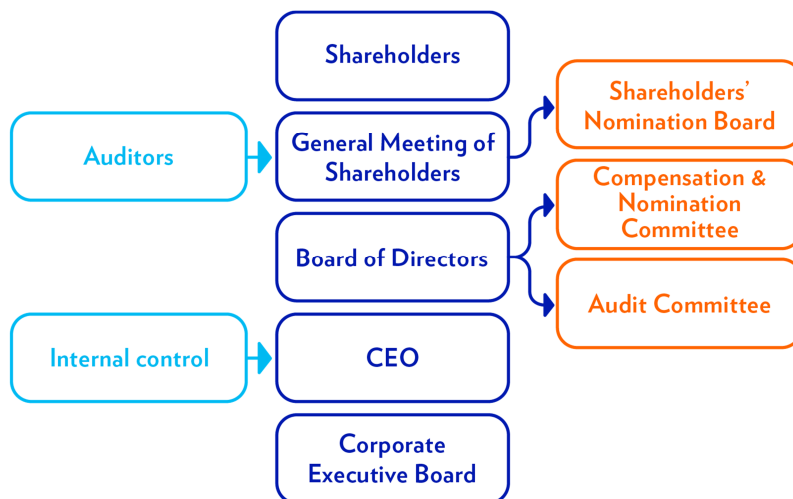 Shareholders
Shareholders'
Nomination Board
Auditors
General Meeting of
Shareholders
Compensation &
Nomination
Committee
Board of Directors
Audit Committee
Internal control
CEO
Corporate
Executive Board